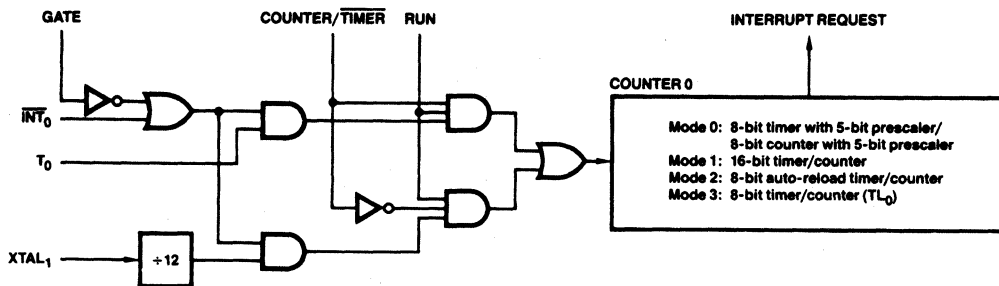 GATE
COUNTER/TIMER
RUN
INTERRUPT REQUEST
COUNTER 0
INT0
T0
XTAL1
÷12
Mode 0: 8-bit timer with 5-bit prescaler/
8-bit counter with 5-bit prescaler
Mode 1: 16-bit timer/counter
Mode 2: 8-bit auto-reload timer/counter
Mode 3: 8-bit timer/counter (TL0)